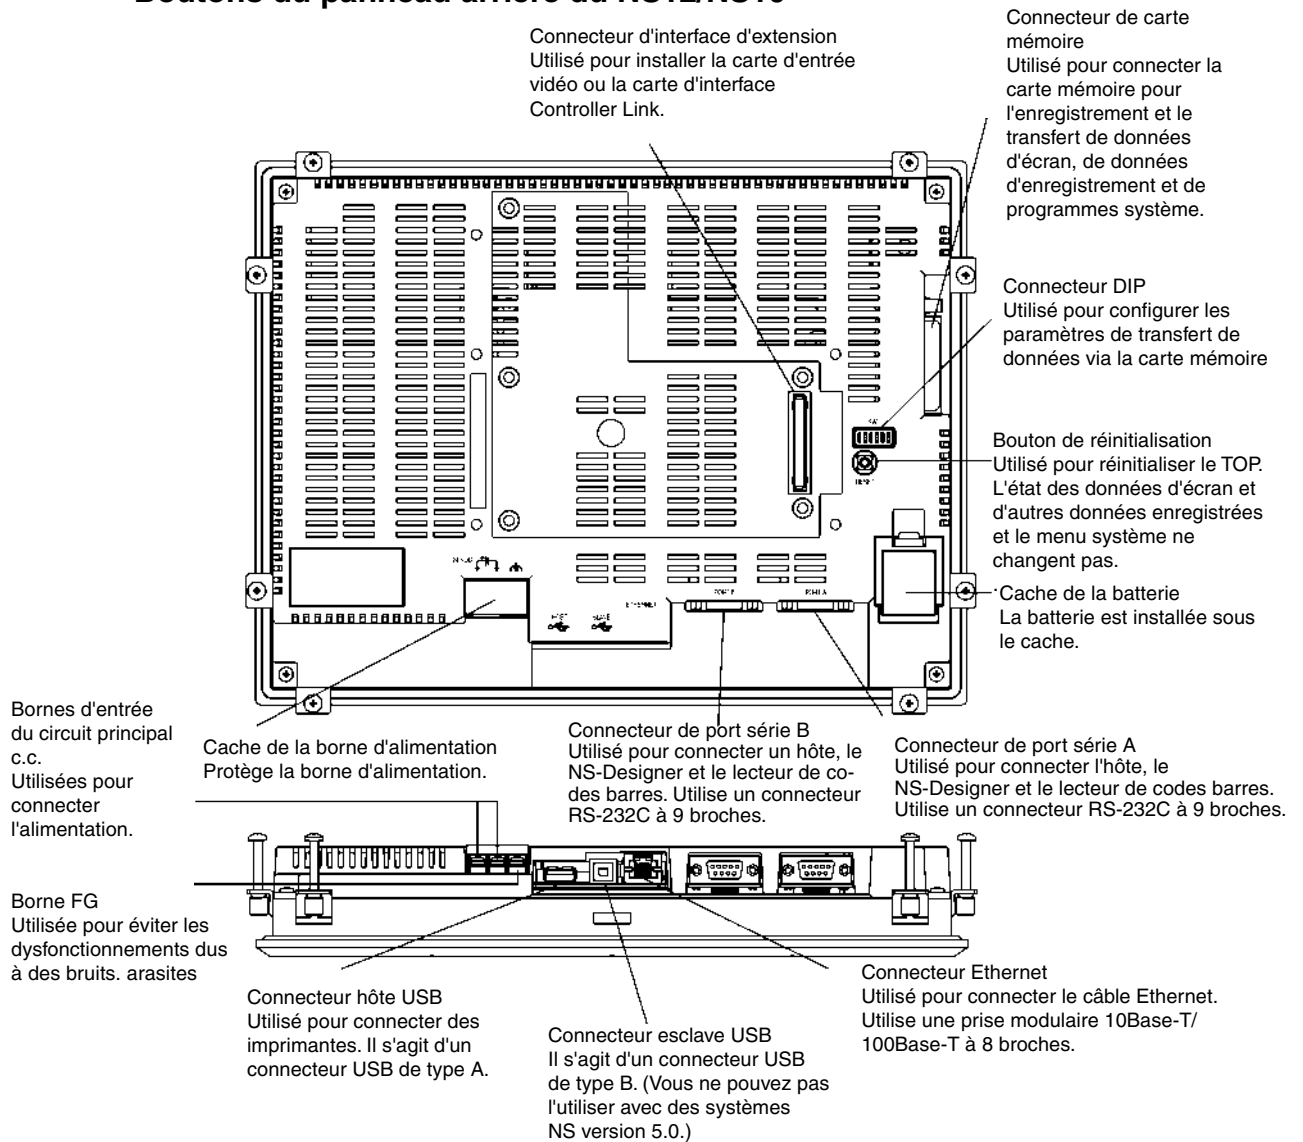 Boutons du panneau arrière du NS12/NS10
Connecteur d'interface d'extension
Utilisé pour installer la carte d'entrée
vidéo ou la carte d'interface
Controller Link.
Connecteur de carte
mémoire
Utilisé pour connecter la
carte mémoire pour
l'enregistrement et le
transfert de données
d'écran, de données
d'enregistrement et de
programmes système.
Connecteur DIP
Utilisé pour configurer les
paramètres de transfert de
données via la carte mémoire
Bouton de réinitialisation
Utilisé pour réinitialiser le TOP.
L'état des données d'écran et
d'autres données enregistrées
et le menu système ne
changent pas.
Cache de la batterie
La batterie est installée sous
le cache.
RESET
ETHERNET
PORT B
PORT A
HOST
SLAVE
Bornes d'entrée
du circuit principal
c.c.
Utilisées pour
connecter
l'alimentation.
Cache de la borne d'alimentation
Protège la borne d'alimentation.
Connecteur de port série B
Utilisé pour connecter un hôte, le
NS-Designer et le lecteur de co-
des barres. Utilise un connecteur
RS-232C à 9 broches.
Connecteur de port série A
Utilisé pour connecter l'hôte, le
NS-Designer et le lecteur de codes barres.
Utilise un connecteur RS-232C à 9 broches.
Borne FG
Utilisée pour éviter les
dysfonctionnements dus
à des bruits. arasites
Connecteur hôte USB
Utilisé pour connecter des
imprimantes. Il s'agit d'un
connecteur USB de type A.
Connecteur esclave USB
Il s'agit d'un connecteur USB
de type B. (Vous ne pouvez pas
l'utiliser avec des systèmes
NS version 5.0.)
Connecteur Ethernet
Utilisé pour connecter le câble Ethernet.
Utilise une prise modulaire 10Base-T/
100Base-T à 8 broches.